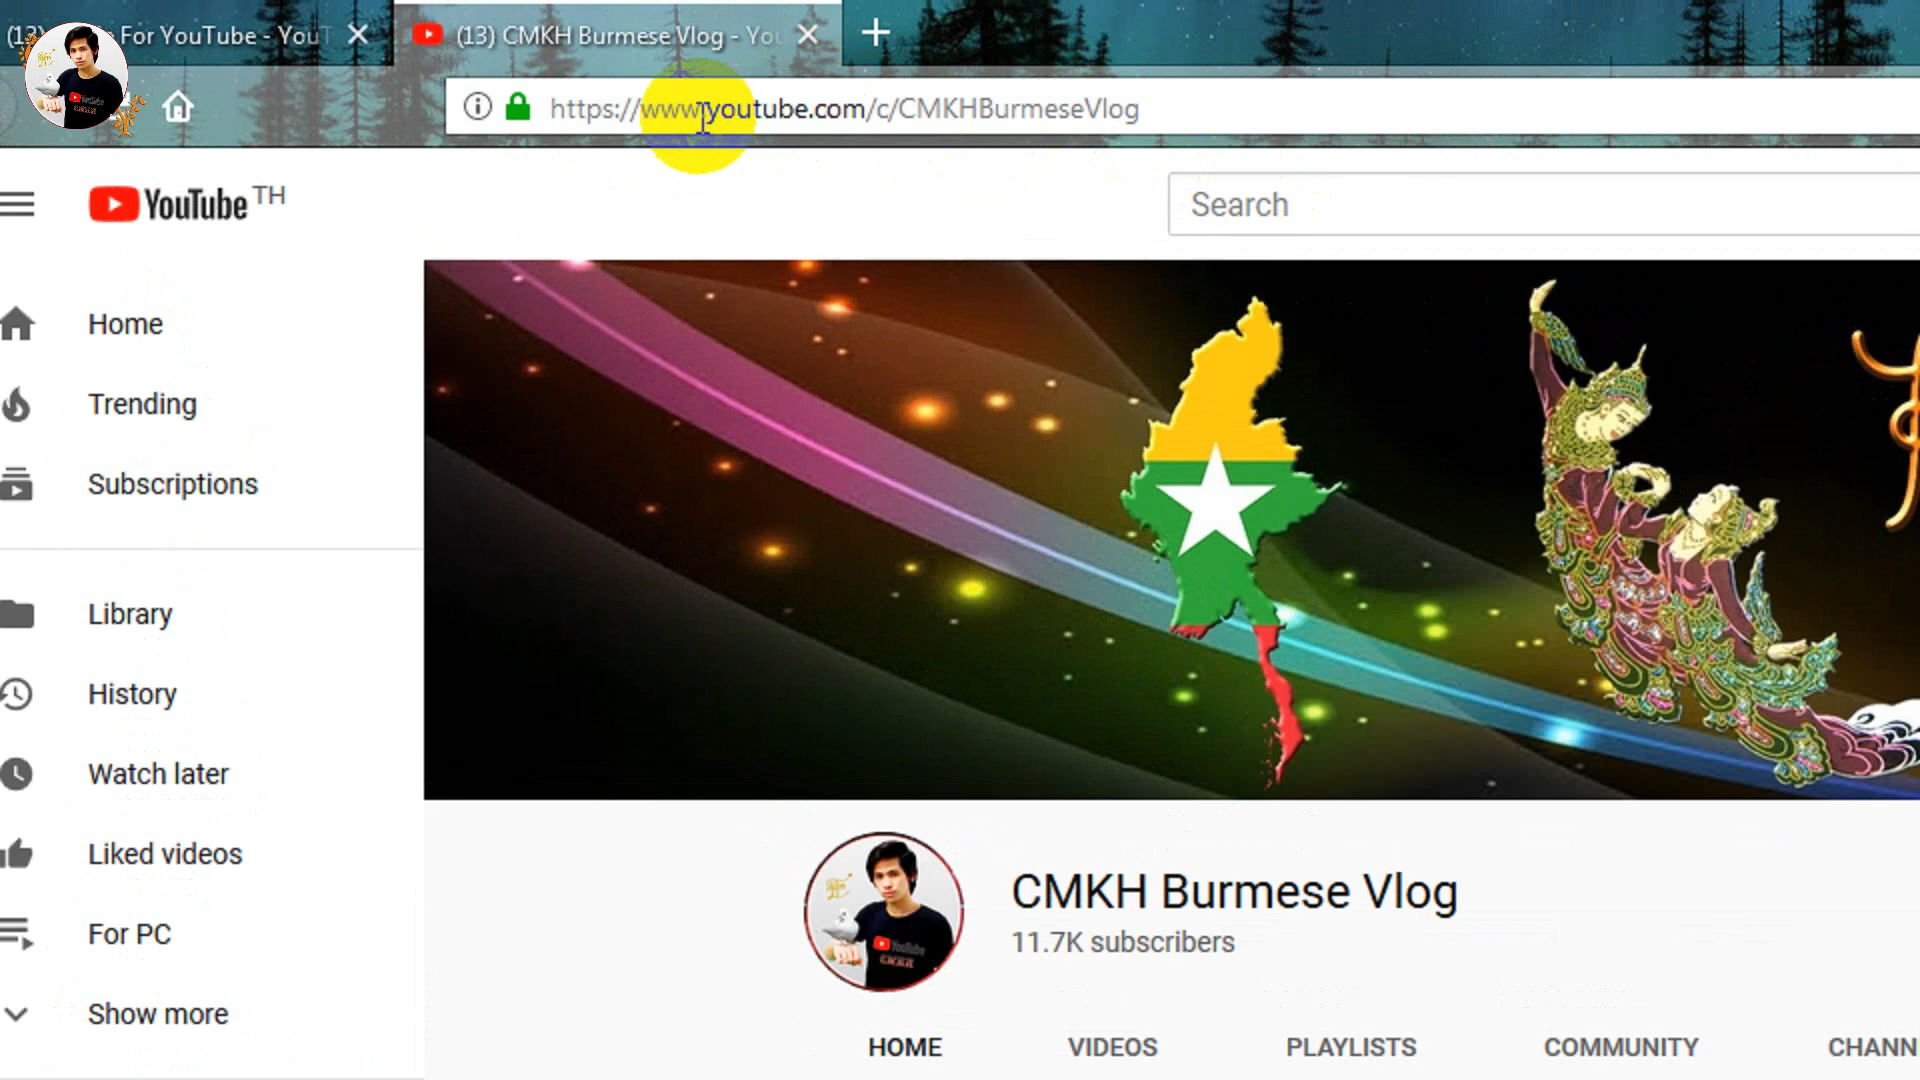 For YouTube - YouT
(13) CMKH Burmese Vlog - You
https://www.youtube.com/c/CMKHBurmeseVlog
YouTube TH
Search
Home
Trending
Subscriptions
Library
History
Watch later
Liked videos
For PC
Show more
CMKH Burmese Vlog
11.7K subscribers
HOME
VIDEOS
PLAYLISTS
COMMUNITY
CHANN